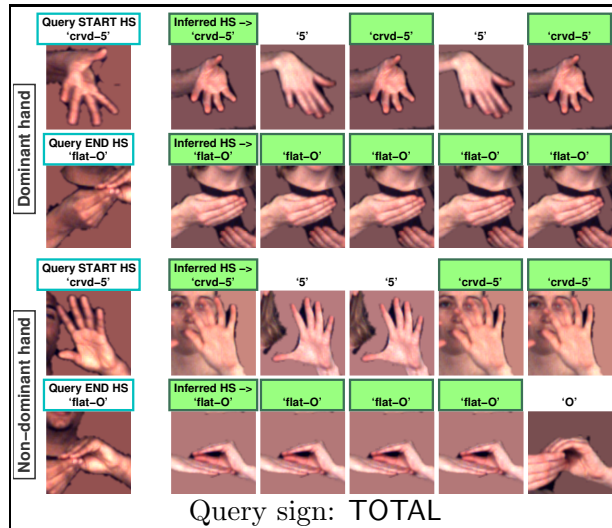 Dominant hand
Query START HS
'crvd-5'
Inferred HS ->
'crvd-5'
'5'
'crvd-5'
'5'
'crvd-5'
Query END HS
'flat-O'
Inferred HS ->
'flat-O'
'flat-O'
'flat-O'
'flat-O'
'flat-O'
Non-dominant hand
Query START HS
'crvd-5'
Inferred HS ->
'crvd-5'
'5'
'5'
'crvd-5'
'crvd-5'
Query END HS
'flat-O'
Inferred HS ->
'flat-O'
'flat-O'
'flat-O'
'flat-O'
'O'
Query sign: TOTAL